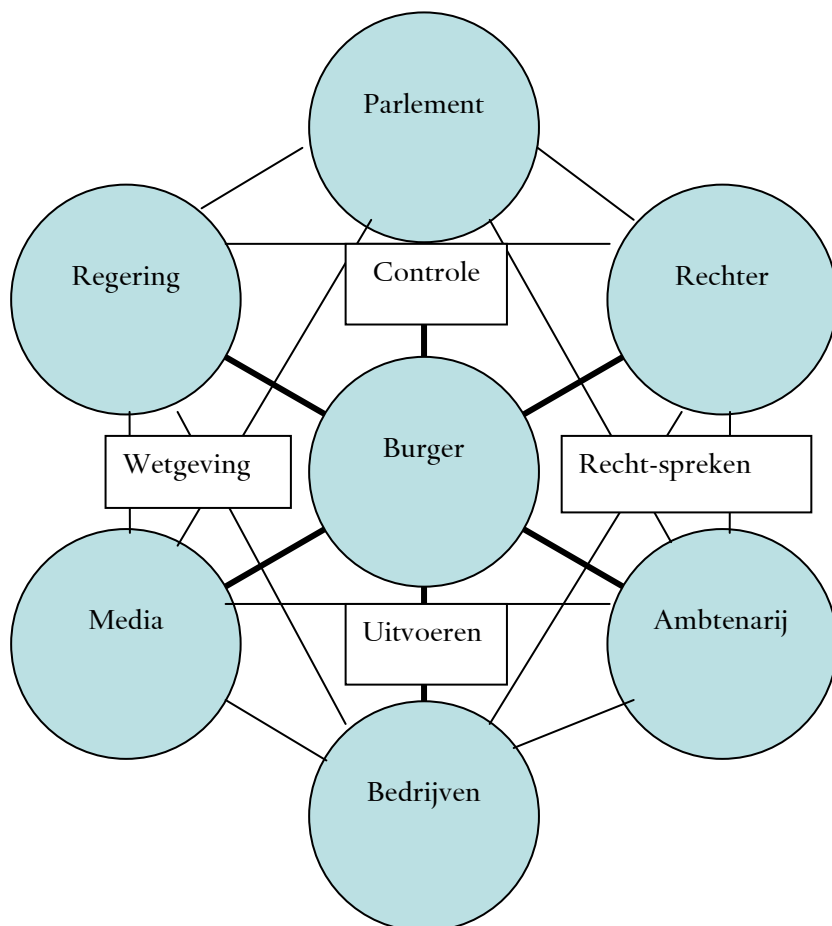 Parlement
Regering
Controle
Rechter
Wetgeving
Burger
Recht-spreken
Media
Uitvoeren
Ambtenarij
Bedrijven